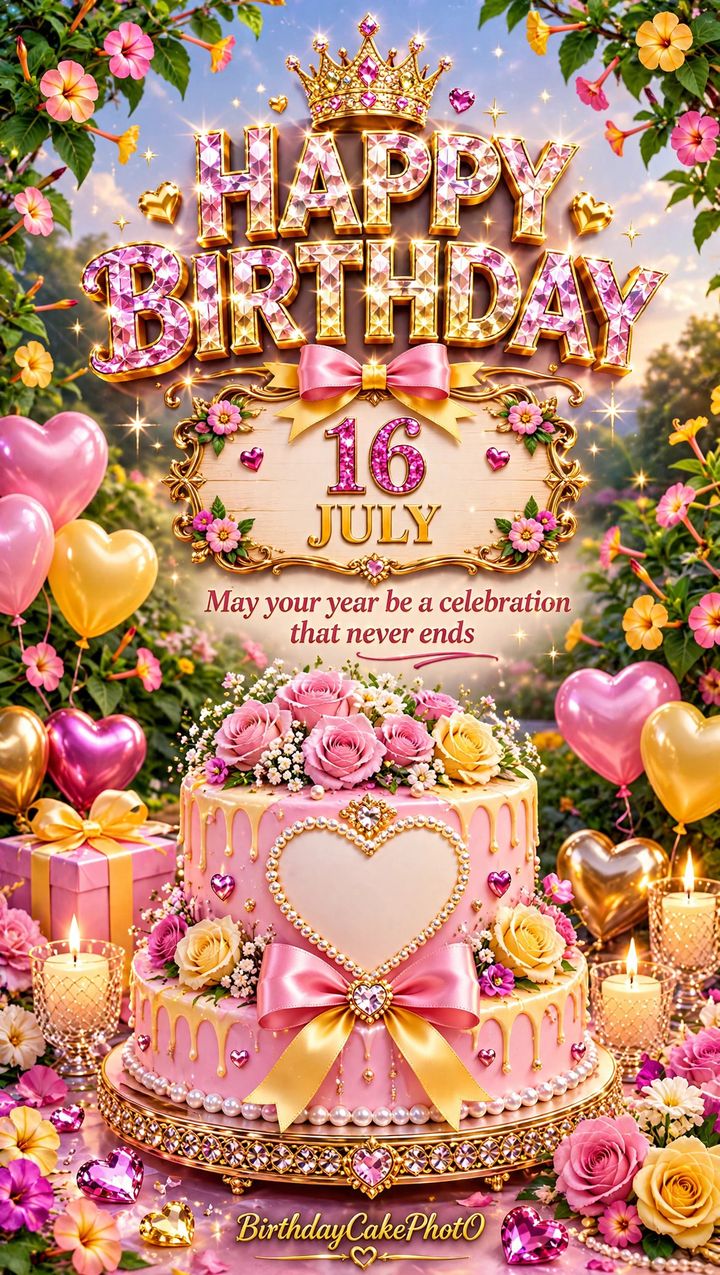 HAPPY
BIRTHDAY
16
JULY
May your year be a celebration
that never ends
BirthdayCakePhotO